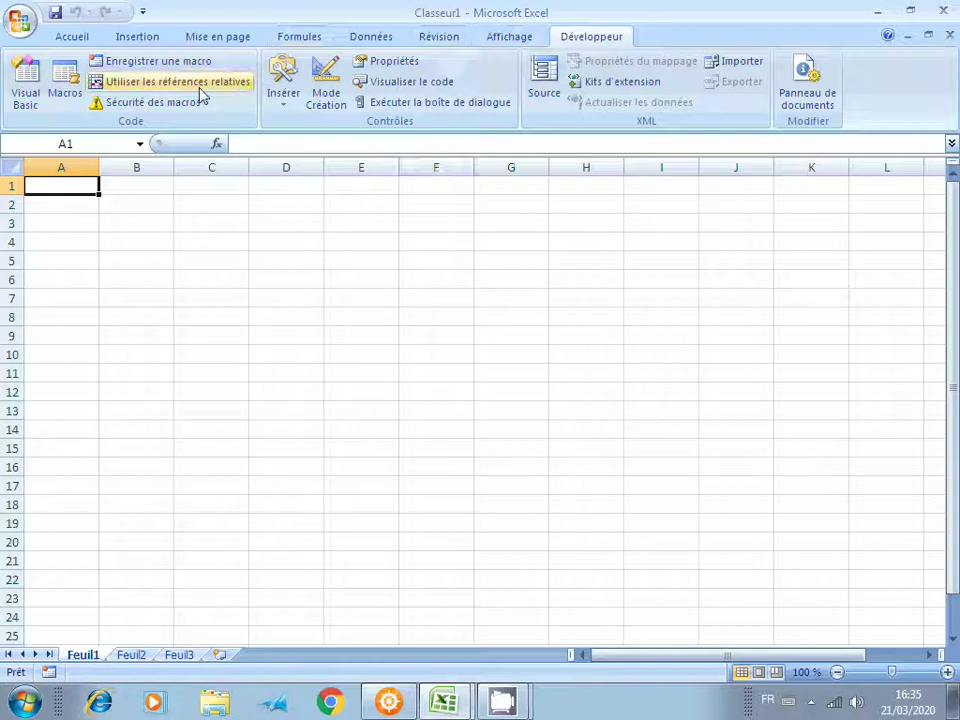 Classeur1 - Microsoft Excel
Accueil Insertion Mise en page Formules Données Révision Affichage Développeur
Visual Basic
Macros
Enregistrer une macro
Utiliser les références relatives
Sécurité des macros
Code
Insérer
Mode Création
Propriétés
Visualiser le code
Exécuter la boîte de dialogue
Contrôles
Source
Propriétés du mappage
Kits d'extension
Actualiser les données
Importer
Exporter
XML
Panneau de documents
Modifier
A1 fx
A B C D E F G H I J K L
1
2
3
4
5
6
7
8
9
10
11
12
13
14
15
16
17
18
19
20
21
22
23
24
25
Feuil1 Feuil2 Feuil3
Prêt 100 %
FR 16:35
21/03/2020